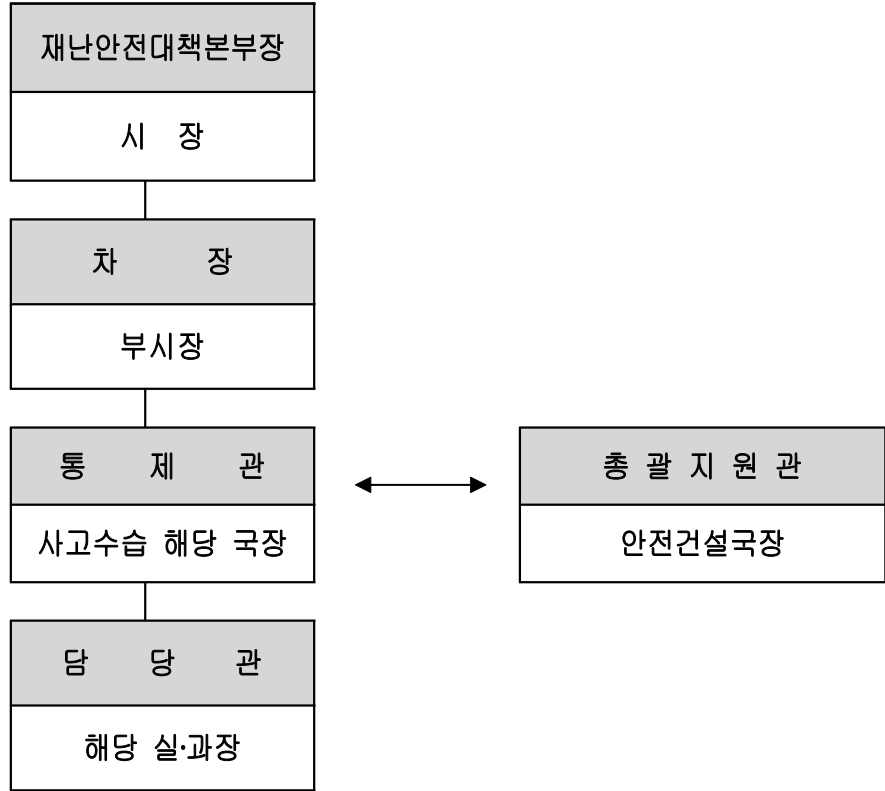 재난안전대책본부장
시 장
차 장
부시장
통 제 관
사고수습 해당 국장
총 괄 지 원 관
안전건설국장
담 당 관
해당 실·과장